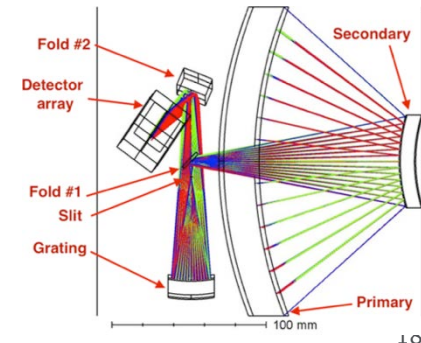 Fold #2
Secondary
Detector
array
Fold #1
Slit
Grating
Primary
100 mm